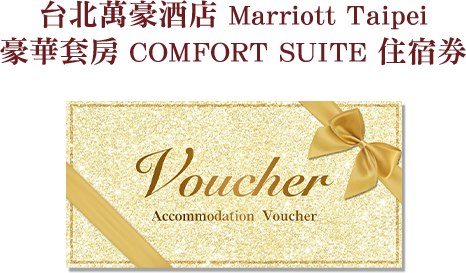 台北萬豪酒店 Marriott Taipei
豪華套房 COMFORT SUITE 住宿券
Voucher
Accommodation Voucher